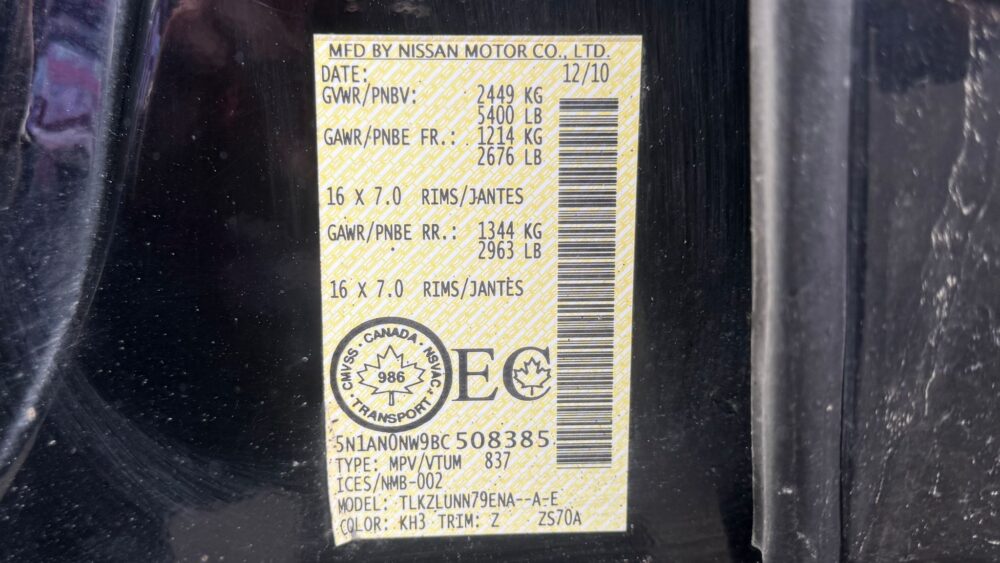 MFD BY NISSAN MOTOR CO., LTD.
DATE: 12/10
GVWR/PNBV: 2449 KG
5400 LB
GAWR/PNBE FR.: 1214 KG
2676 LB
16 X 7.0 RIMS/JANTES
GAWR/PNBE RR.: 1344 KG
2963 LB
16 X 7.0 RIMS/JANTES
CMVSS · CANADA · NSVAC · TRANSPORT ·
986
EC
5N1AN0NW9BC508385
TYPE: MPV/VTUM 837
ICES/NMB-002
MODEL: TLKZLUNN79ENA--A-E
COLOR: KH3 TRIM: Z ZS70A